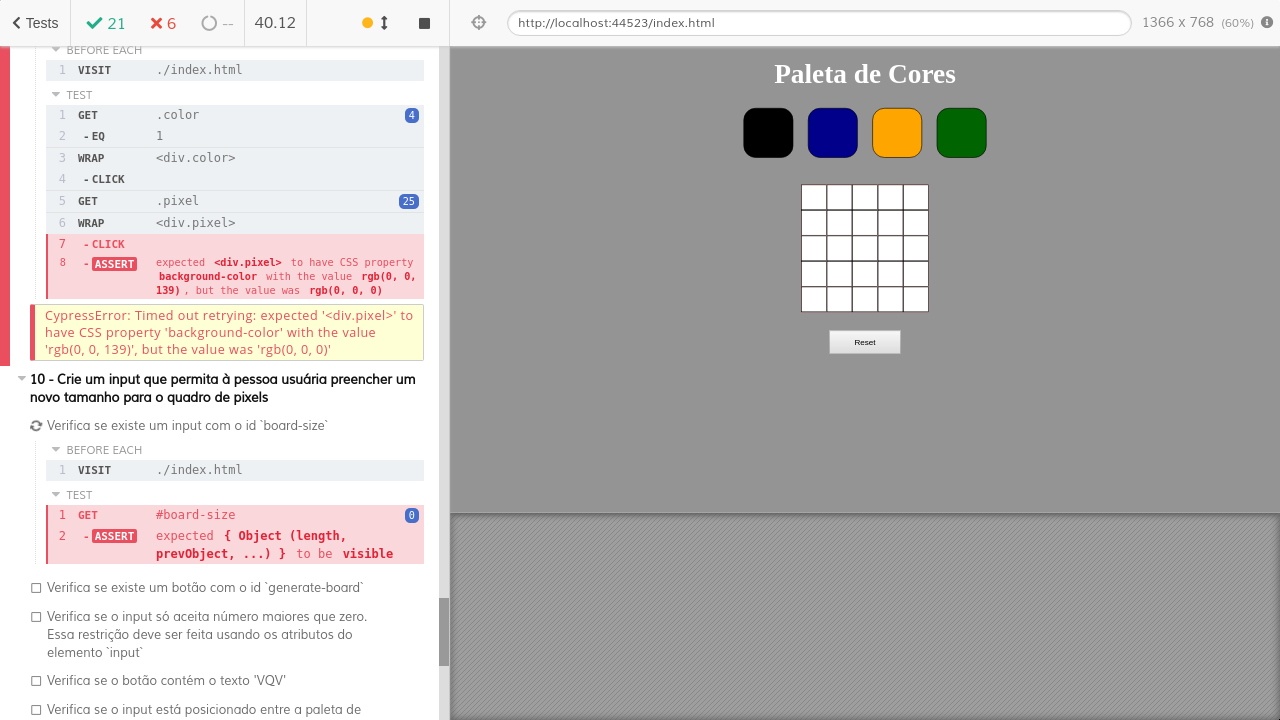 Tests
21
6
--
40.12
http://localhost:44523/index.html
1366 x 768 (60%)
BEFORE EACH
1 VISIT ./index.html
TEST
1 GET .color 4
2 - EQ 1
3 WRAP <div.color>
4 - CLICK
5 GET .pixel 25
6 WRAP <div.pixel>
7 - CLICK
8 - ASSERT expected <div.pixel> to have CSS property
background-color with the value rgb(0, 0,
139) , but the value was rgb(0, 0, 0)
CypressError: Timed out retrying: expected '<div.pixel>' to
have CSS property 'background-color' with the value
'rgb(0, 0, 139)', but the value was 'rgb(0, 0, 0)'
10 - Crie um input que permita à pessoa usuária preencher um
novo tamanho para o quadro de pixels
Verifica se existe um input com o id `board-size`
BEFORE EACH
1 VISIT ./index.html
TEST
1 GET #board-size 0
2 - ASSERT expected { Object (length,
prevObject, ...) } to be visible
Verifica se existe um botão com o id `generate-board`
Verifica se o input só aceita número maiores que zero.
Essa restrição deve ser feita usando os atributos do
elemento `input`
Verifica se o botão contém o texto 'VQV'
Verifica se o input está posicionado entre a paleta de
Paleta de Cores
Reset